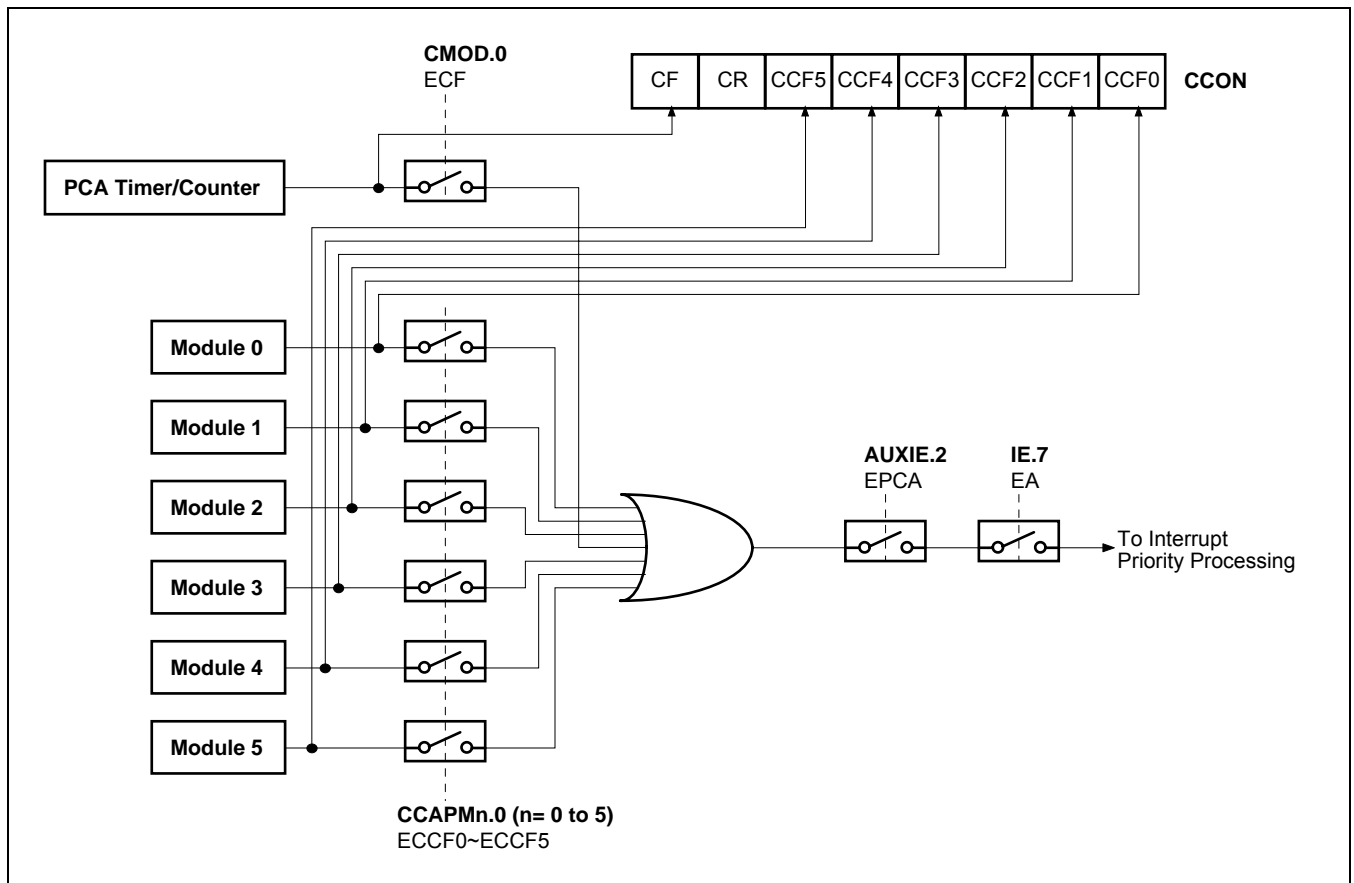 CMOD.0
ECF
CF CR CCF5 CCF4 CCF3 CCF2 CCF1 CCF0 CCON
PCA Timer/Counter
Module 0
Module 1
Module 2
Module 3
Module 4
Module 5
AUXIE.2
EPCA
IE.7
EA
To Interrupt
Priority Processing
CCAPMn.0 (n= 0 to 5)
ECCF0~ECCF5